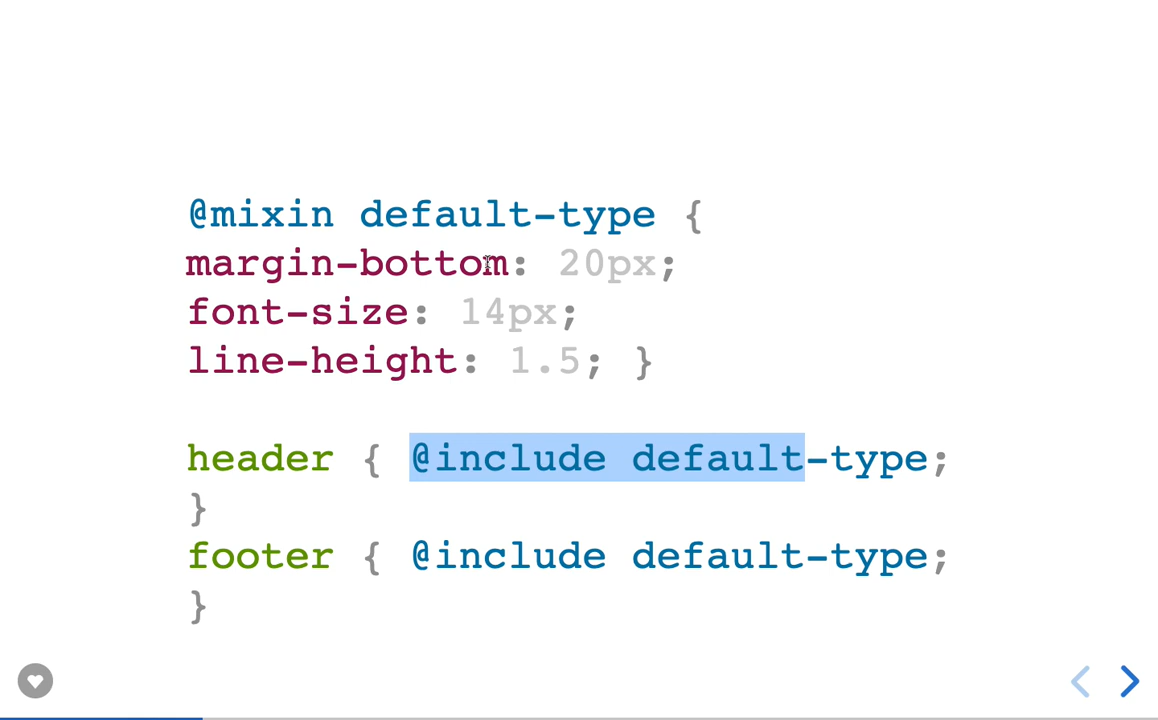 @mixin default-type {
margin-bottom: 20px;
font-size: 14px;
line-height: 1.5; }
header { @include default-type;
}
footer { @include default-type;
}